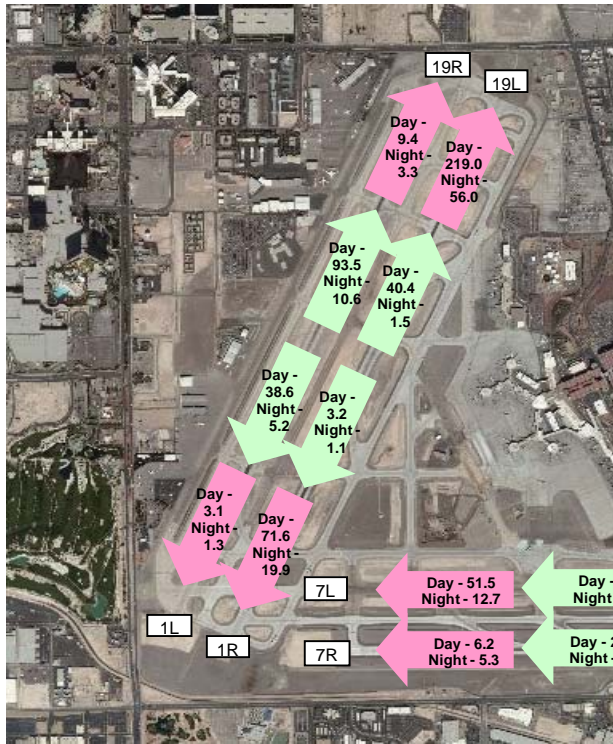 19R
19L
Day -
9.4
Night -
3.3
Day -
219.0
Night -
56.0
Day -
93.5
Night -
10.6
Day -
40.4
Night -
1.5
Day -
38.6
Night -
5.2
Day -
3.2
Night -
1.1
Day -
3.1
Night -
1.3
Day -
71.6
Night -
19.9
7L
Day - 51.5
Night - 12.7
Day -
Night
1L
1R
7R
Day - 6.2
Night - 5.3
Day - 2
Night -